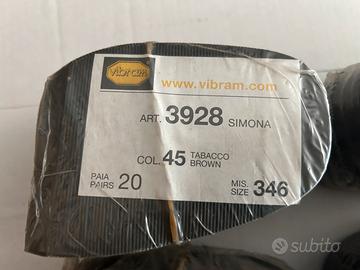 vibram
www.vibram.com
ART. 3928 SIMONA
COL. 45 TABACCO BROWN
PAIA PAIRS 20
MIS. SIZE 346
subito